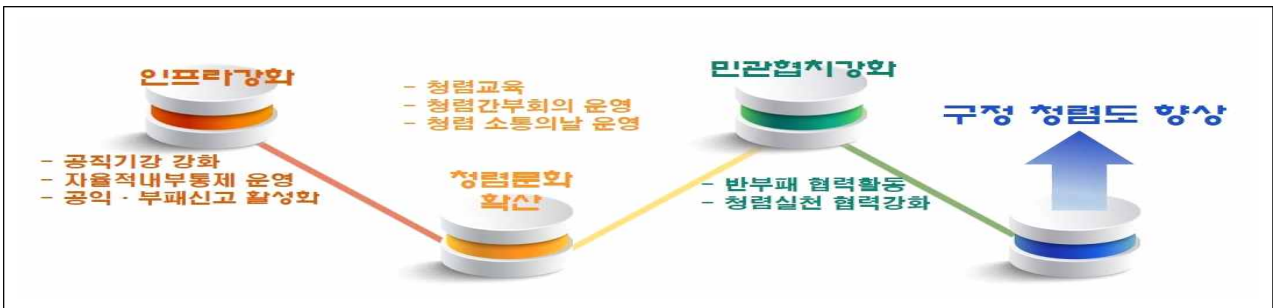 인프라강화
- 공직기강 강화
- 자율적내부통제 운영
- 공익 · 부패신고 활성화
- 청렴교육
- 청렴간부회의 운영
- 청렴 소통의날 운영
청렴문화
확산
민관협치강화
- 반부패 협력활동
- 청렴실천 협력강화
구정 청렴도 향상